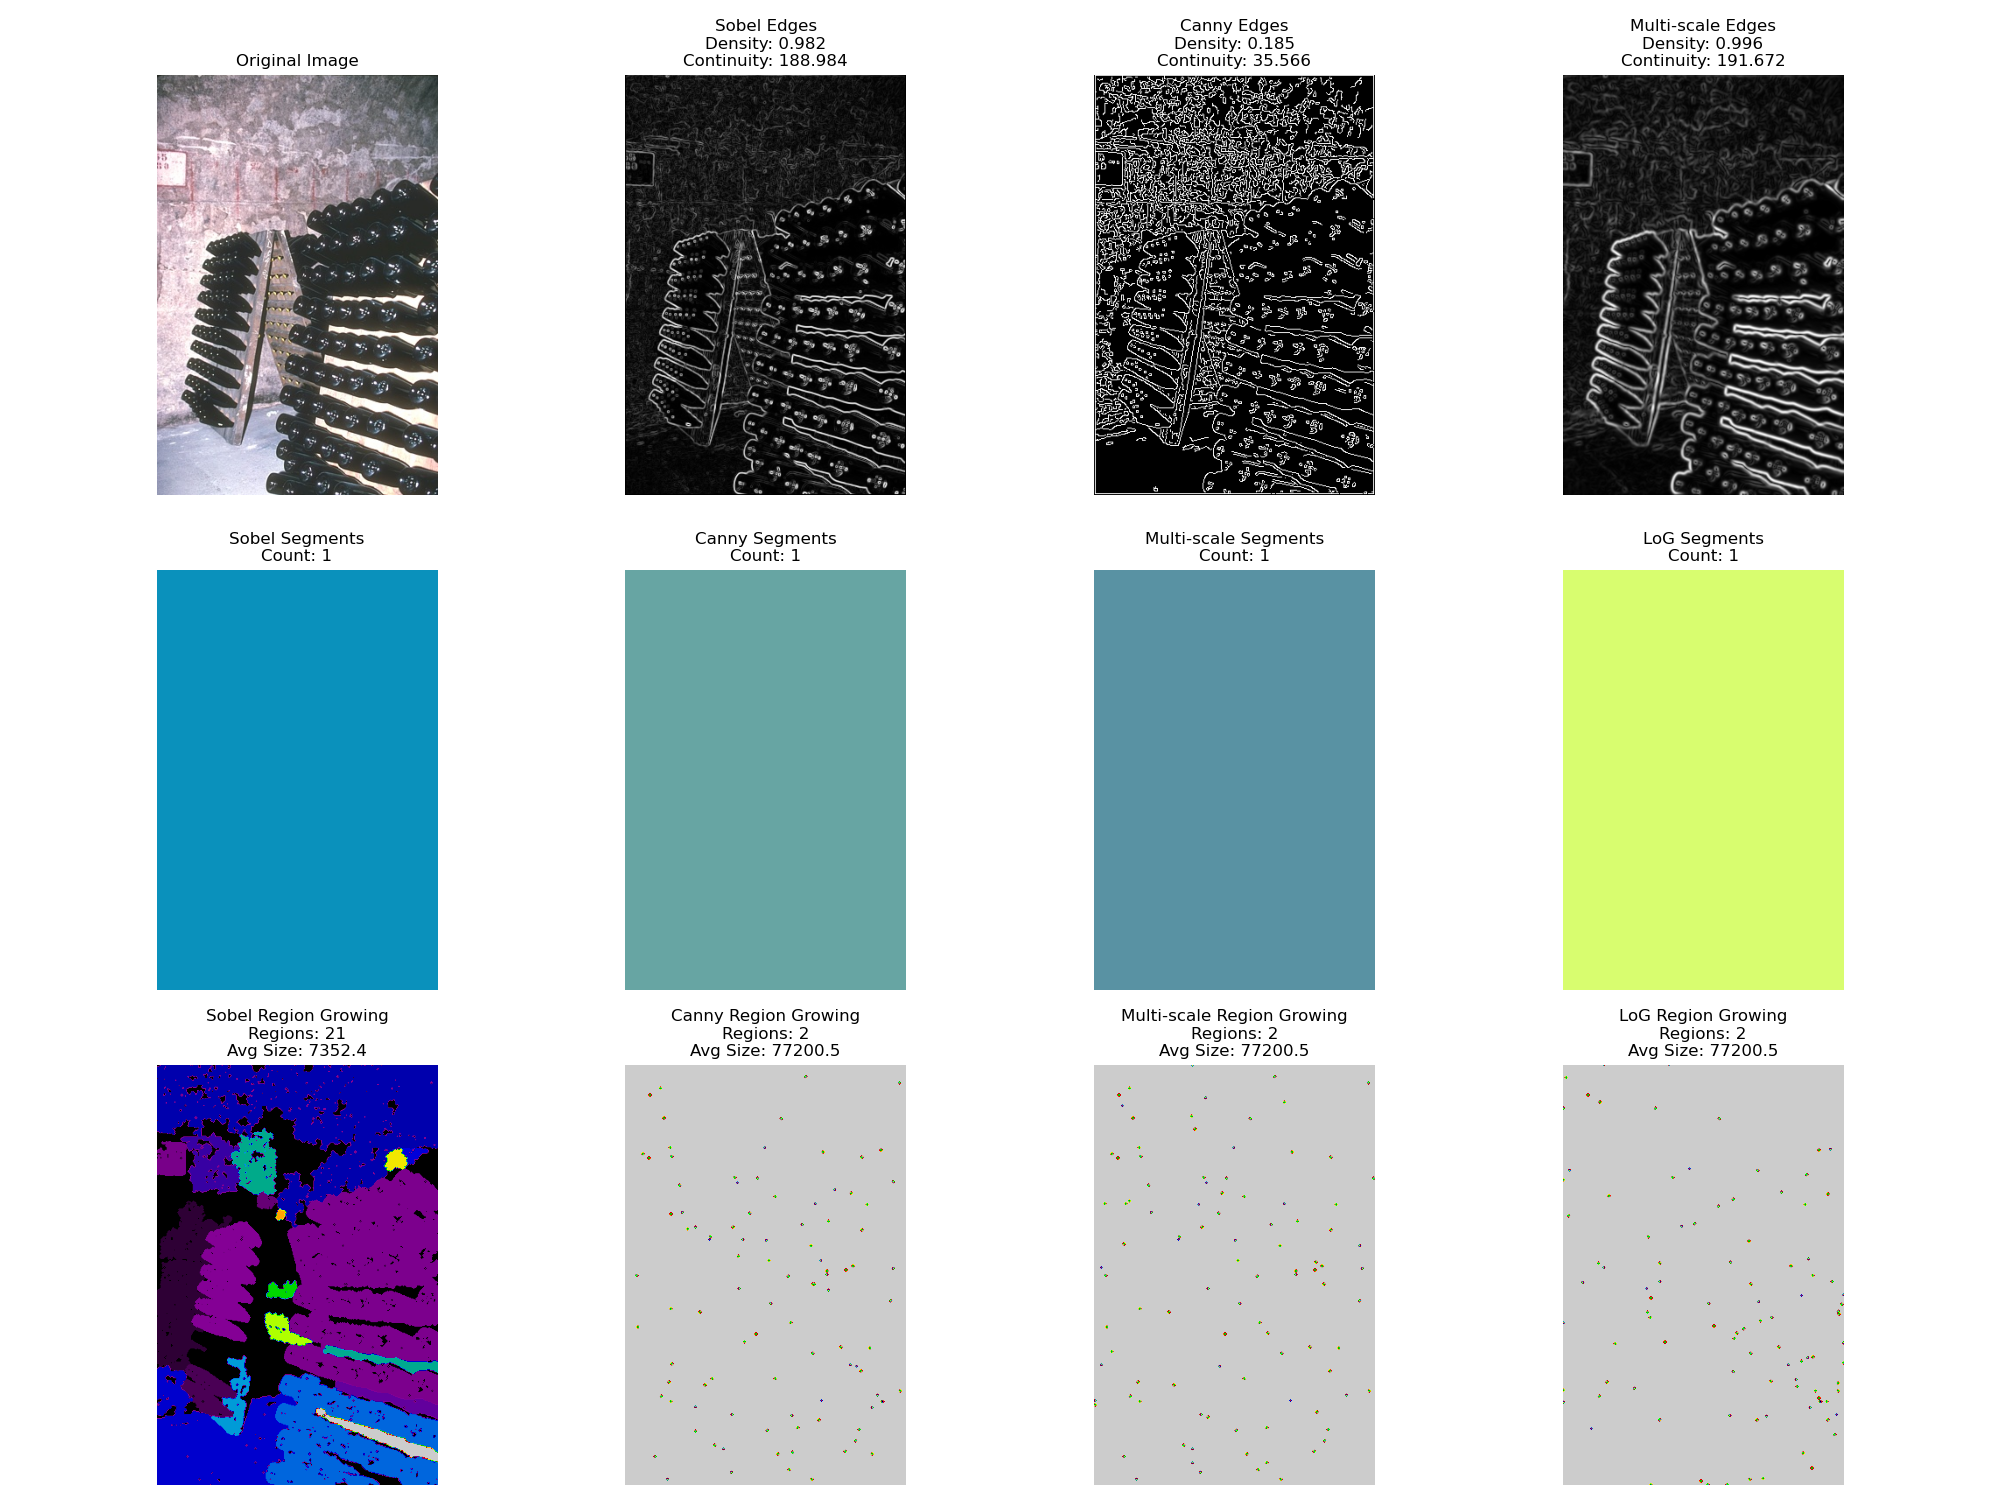 Original Image
Sobel Edges
Density: 0.982
Continuity: 188.984
Canny Edges
Density: 0.185
Continuity: 35.566
Multi-scale Edges
Density: 0.996
Continuity: 191.672
Sobel Segments
Count: 1
Canny Segments
Count: 1
Multi-scale Segments
Count: 1
LoG Segments
Count: 1
Sobel Region Growing
Regions: 21
Avg Size: 7352.4
Canny Region Growing
Regions: 2
Avg Size: 77200.5
Multi-scale Region Growing
Regions: 2
Avg Size: 77200.5
LoG Region Growing
Regions: 2
Avg Size: 77200.5